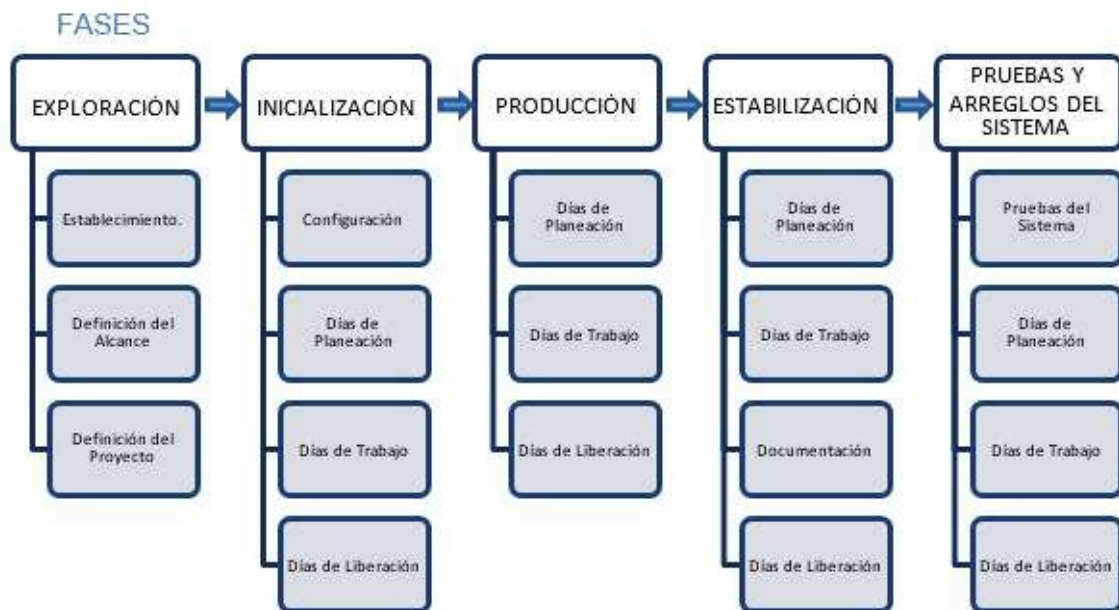 FASES
EXPLORACIÓN
INICIALIZACIÓN
PRODUCCIÓN
ESTABILIZACIÓN
PRUEBAS Y
ARREGLOS DEL
SISTEMA
Establecimiento.
Definición del
Alcance
Definición del
Proyecto
Configuración
Días de
Planeación
Días de Trabajo
Días de Liberación
Días de
Planeación
Días de Trabajo
Días de Liberación
Días de
Planeación
Días de Trabajo
Documentación
Días de Liberación
Pruebas del
Sistema
Días de
Planeación
Días de Trabajo
Días de Liberación